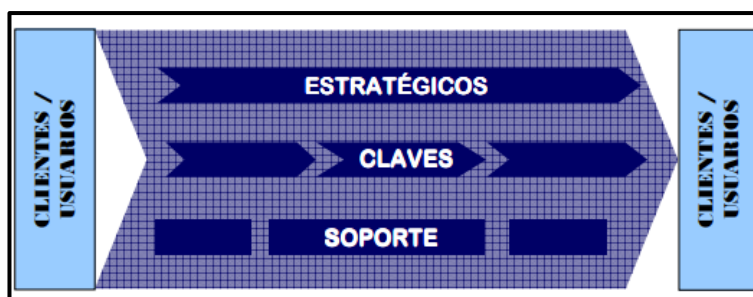 CLIENTES /
USUARIOS
ESTRATÉGICOS
CLAVES
SOPORTE
CLIENTES /
USUARIOS